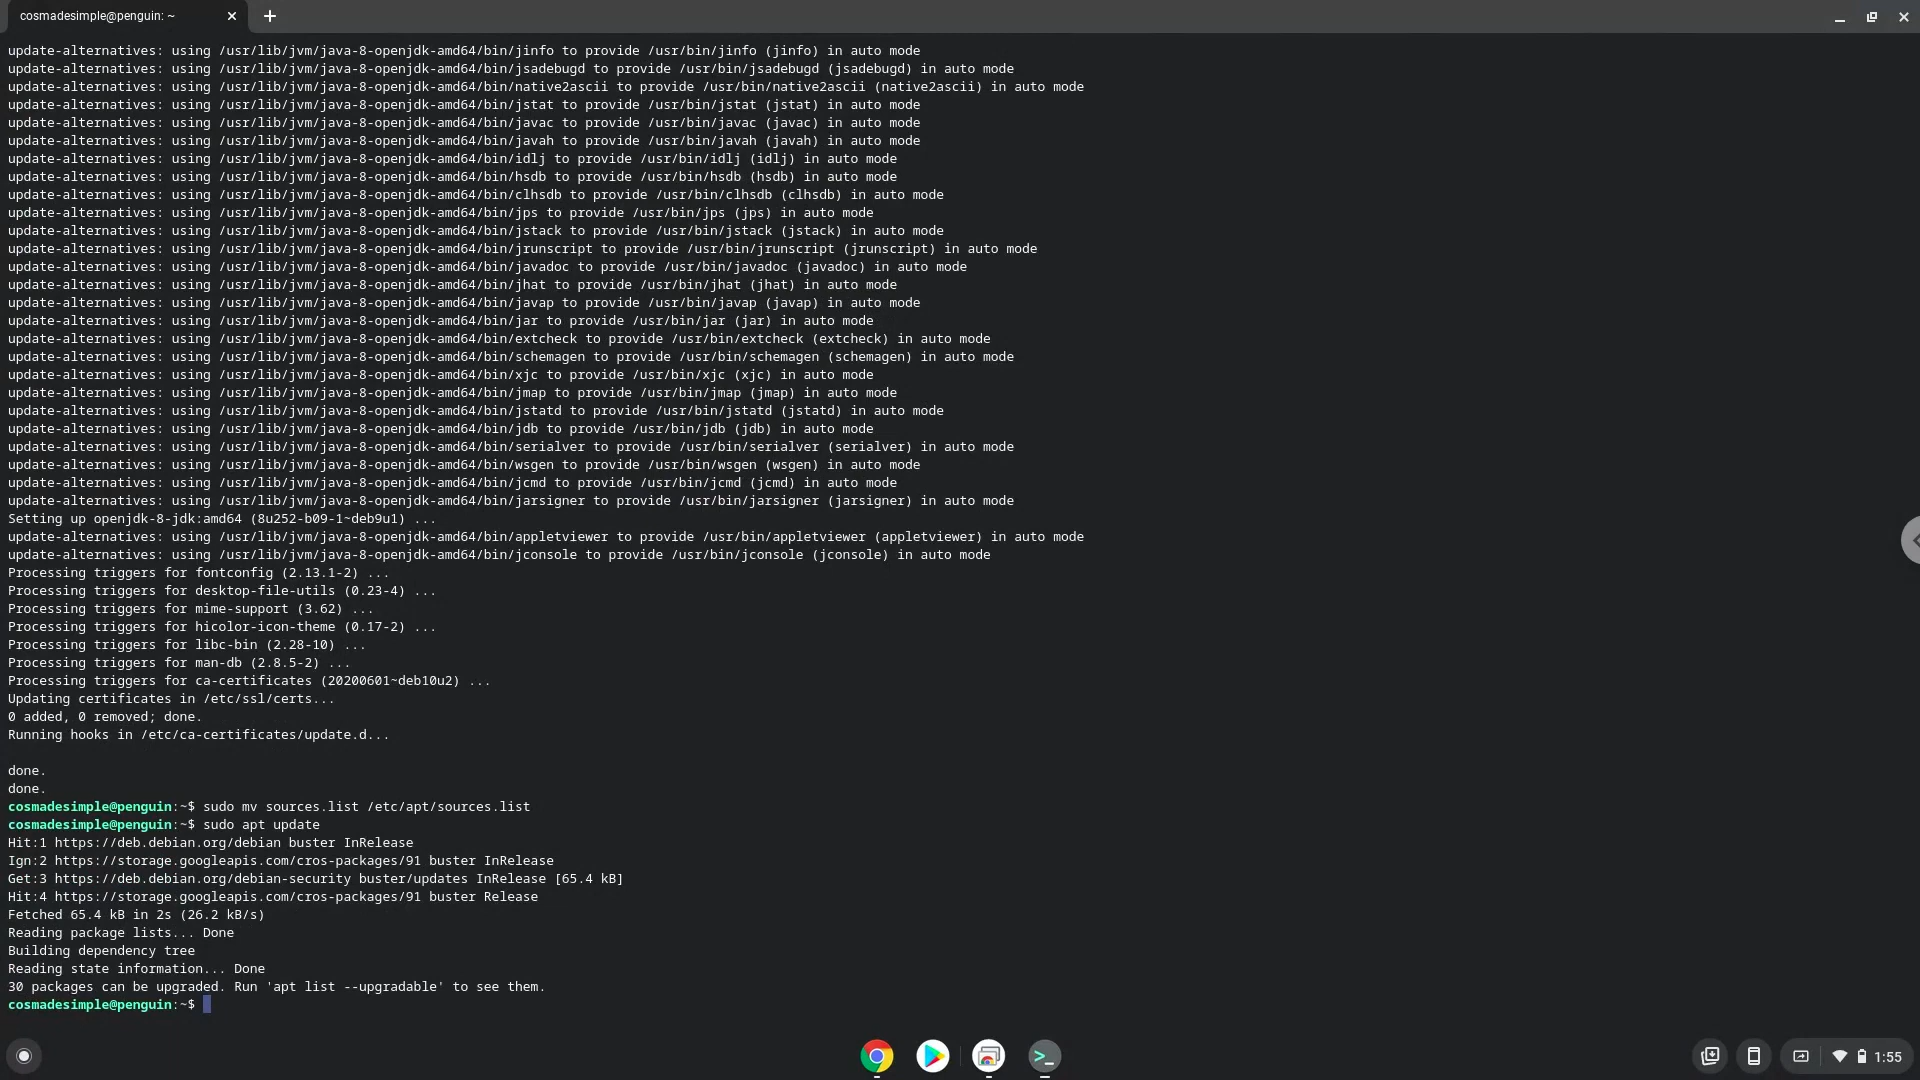 cosmadesimple@penguin: ~
update-alternatives: using /usr/lib/jvm/java-8-openjdk-amd64/bin/jinfo to provide /usr/bin/jinfo (jinfo) in auto mode
update-alternatives: using /usr/lib/jvm/java-8-openjdk-amd64/bin/jsadebugd to provide /usr/bin/jsadebugd (jsadebugd) in auto mode
update-alternatives: using /usr/lib/jvm/java-8-openjdk-amd64/bin/native2ascii to provide /usr/bin/native2ascii (native2ascii) in auto mode
update-alternatives: using /usr/lib/jvm/java-8-openjdk-amd64/bin/jstat to provide /usr/bin/jstat (jstat) in auto mode
update-alternatives: using /usr/lib/jvm/java-8-openjdk-amd64/bin/javac to provide /usr/bin/javac (javac) in auto mode
update-alternatives: using /usr/lib/jvm/java-8-openjdk-amd64/bin/javah to provide /usr/bin/javah (javah) in auto mode
update-alternatives: using /usr/lib/jvm/java-8-openjdk-amd64/bin/idlj to provide /usr/bin/idlj (idlj) in auto mode
update-alternatives: using /usr/lib/jvm/java-8-openjdk-amd64/bin/hsdb to provide /usr/bin/hsdb (hsdb) in auto mode
update-alternatives: using /usr/lib/jvm/java-8-openjdk-amd64/bin/clhsdb to provide /usr/bin/clhsdb (clhsdb) in auto mode
update-alternatives: using /usr/lib/jvm/java-8-openjdk-amd64/bin/jps to provide /usr/bin/jps (jps) in auto mode
update-alternatives: using /usr/lib/jvm/java-8-openjdk-amd64/bin/jstack to provide /usr/bin/jstack (jstack) in auto mode
update-alternatives: using /usr/lib/jvm/java-8-openjdk-amd64/bin/jrunscript to provide /usr/bin/jrunscript (jrunscript) in auto mode
update-alternatives: using /usr/lib/jvm/java-8-openjdk-amd64/bin/javadoc to provide /usr/bin/javadoc (javadoc) in auto mode
update-alternatives: using /usr/lib/jvm/java-8-openjdk-amd64/bin/jhat to provide /usr/bin/jhat (jhat) in auto mode
update-alternatives: using /usr/lib/jvm/java-8-openjdk-amd64/bin/javap to provide /usr/bin/javap (javap) in auto mode
update-alternatives: using /usr/lib/jvm/java-8-openjdk-amd64/bin/jar to provide /usr/bin/jar (jar) in auto mode
update-alternatives: using /usr/lib/jvm/java-8-openjdk-amd64/bin/extcheck to provide /usr/bin/extcheck (extcheck) in auto mode
update-alternatives: using /usr/lib/jvm/java-8-openjdk-amd64/bin/schemagen to provide /usr/bin/schemagen (schemagen) in auto mode
update-alternatives: using /usr/lib/jvm/java-8-openjdk-amd64/bin/xjc to provide /usr/bin/xjc (xjc) in auto mode
update-alternatives: using /usr/lib/jvm/java-8-openjdk-amd64/bin/jmap to provide /usr/bin/jmap (jmap) in auto mode
update-alternatives: using /usr/lib/jvm/java-8-openjdk-amd64/bin/jstatd to provide /usr/bin/jstatd (jstatd) in auto mode
update-alternatives: using /usr/lib/jvm/java-8-openjdk-amd64/bin/jdb to provide /usr/bin/jdb (jdb) in auto mode
update-alternatives: using /usr/lib/jvm/java-8-openjdk-amd64/bin/serialver to provide /usr/bin/serialver (serialver) in auto mode
update-alternatives: using /usr/lib/jvm/java-8-openjdk-amd64/bin/wsgen to provide /usr/bin/wsgen (wsgen) in auto mode
update-alternatives: using /usr/lib/jvm/java-8-openjdk-amd64/bin/jcmd to provide /usr/bin/jcmd (jcmd) in auto mode
update-alternatives: using /usr/lib/jvm/java-8-openjdk-amd64/bin/jarsigner to provide /usr/bin/jarsigner (jarsigner) in auto mode
Setting up openjdk-8-jdk:amd64 (8u252-b09-1~deb9u1) ...
update-alternatives: using /usr/lib/jvm/java-8-openjdk-amd64/bin/appletviewer to provide /usr/bin/appletviewer (appletviewer) in auto mode
update-alternatives: using /usr/lib/jvm/java-8-openjdk-amd64/bin/jconsole to provide /usr/bin/jconsole (jconsole) in auto mode
Processing triggers for fontconfig (2.13.1-2) ...
Processing triggers for desktop-file-utils (0.23-4) ...
Processing triggers for mime-support (3.62) ...
Processing triggers for hicolor-icon-theme (0.17-2) ...
Processing triggers for libc-bin (2.28-10) ...
Processing triggers for man-db (2.8.5-2) ...
Processing triggers for ca-certificates (20200601~deb10u2) ...
Updating certificates in /etc/ssl/certs...
0 added, 0 removed; done.
Running hooks in /etc/ca-certificates/update.d...
done.
done.
cosmadesimple@penguin:~$ sudo mv sources.list /etc/apt/sources.list
cosmadesimple@penguin:~$ sudo apt update
Hit:1 https://deb.debian.org/debian buster InRelease
Ign:2 https://storage.googleapis.com/cros-packages/91 buster InRelease
Get:3 https://deb.debian.org/debian-security buster/updates InRelease [65.4 kB]
Hit:4 https://storage.googleapis.com/cros-packages/91 buster Release
Fetched 65.4 kB in 2s (26.2 kB/s)
Reading package lists... Done
Building dependency tree
Reading state information... Done
30 packages can be upgraded. Run 'apt list --upgradable' to see them.
cosmadesimple@penguin:~$
1:55